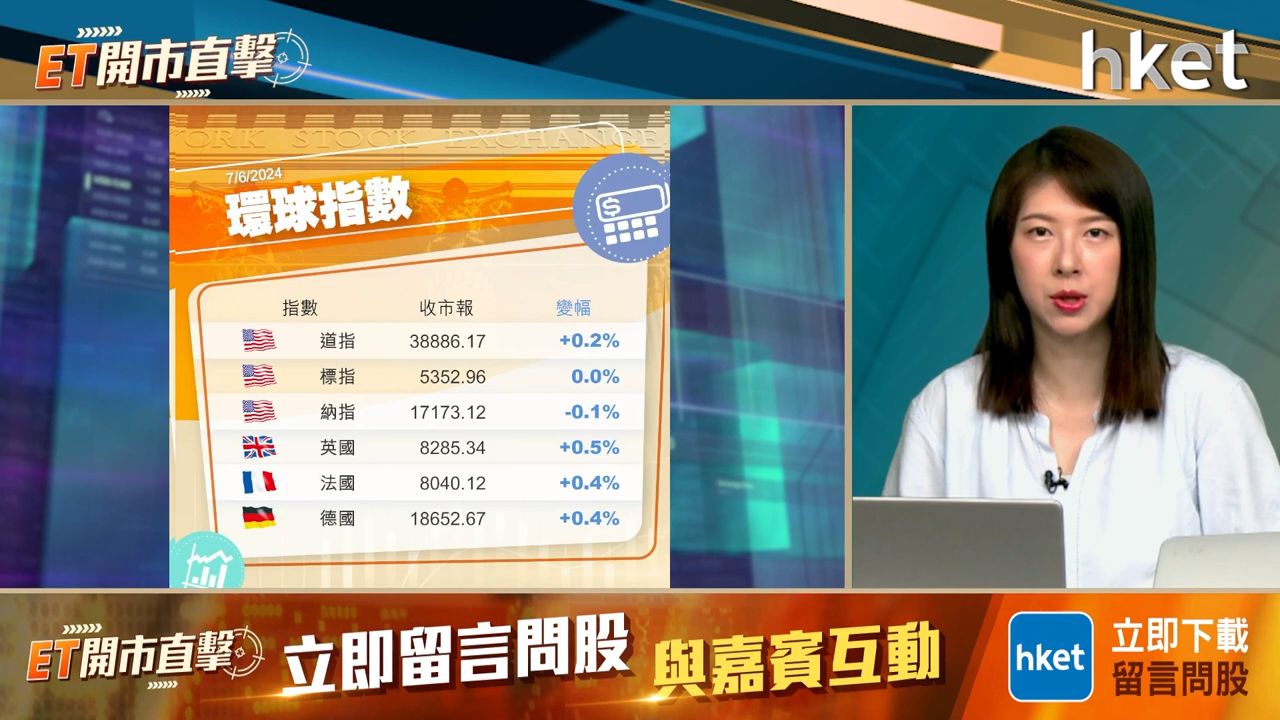 ET開市直擊
hket
YORK STOCK EXCHANGE
7/6/2024
環球指數
$
指數 收市報 變幅
道指 38886.17 +0.2%
標指 5352.96 0.0%
納指 17173.12 -0.1%
英國 8285.34 +0.5%
法國 8040.12 +0.4%
德國 18652.67 +0.4%
ET開市直擊
立即留言問股 與嘉賓互動
hket
立即下載
留言問股